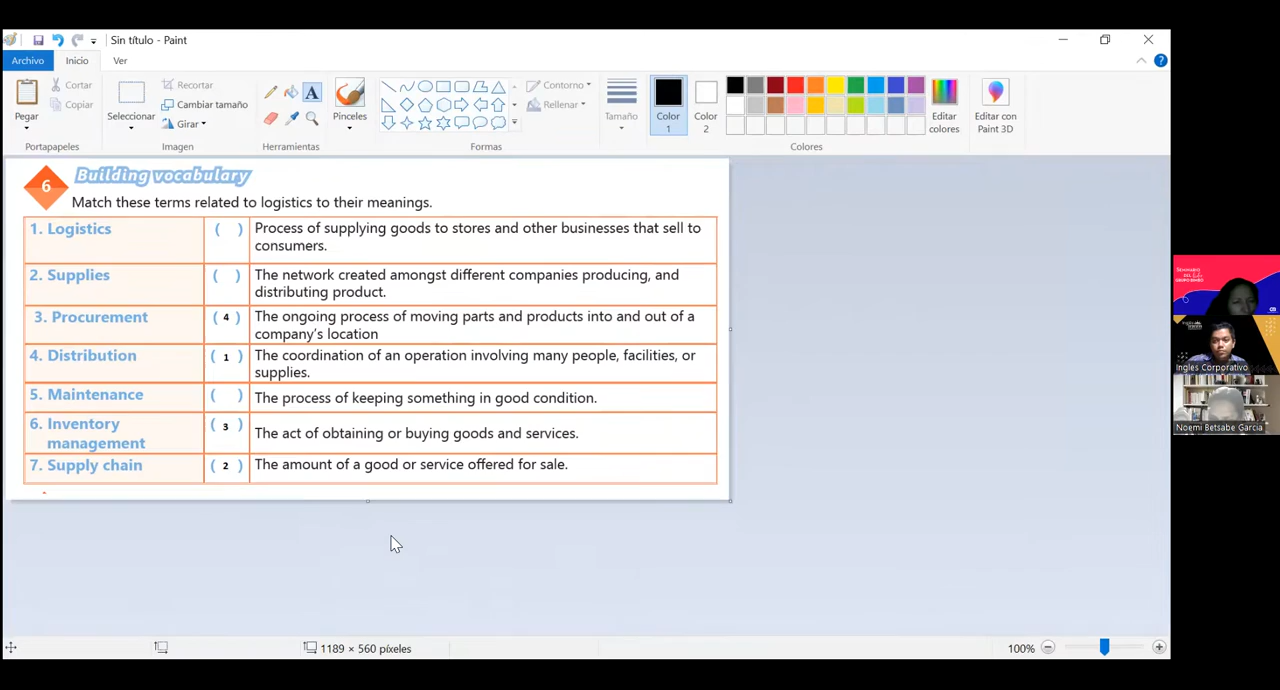 Sin título - Paint
Archivo Inicio Ver
Pegar
Cortar
Copiar
Portapapeles
Seleccionar
Recortar
Cambiar tamaño
Girar
Imagen
A
Herramientas
Pinceles
Contorno
Rellenar
Formas
Tamaño
Color 1
Color 2
Editar colores
Colores
Editar con Paint 3D
6
Building vocabulary
Match these terms related to logistics to their meanings.
1. Logistics ( ) Process of supplying goods to stores and other businesses that sell to
consumers.
2. Supplies ( ) The network created amongst different companies producing, and
distributing product.
3. Procurement ( 4 ) The ongoing process of moving parts and products into and out of a
company's location
4. Distribution ( 1 ) The coordination of an operation involving many people, facilities, or
supplies.
5. Maintenance ( ) The process of keeping something in good condition.
6. Inventory
management ( 3 ) The act of obtaining or buying goods and services.
7. Supply chain ( 2 ) The amount of a good or service offered for sale.
SEMINARIO
DEL
GRUPO BIMBO
Ingles Corporativo
Noemi Betsabe Garcia
1189 × 560 píxeles
100%